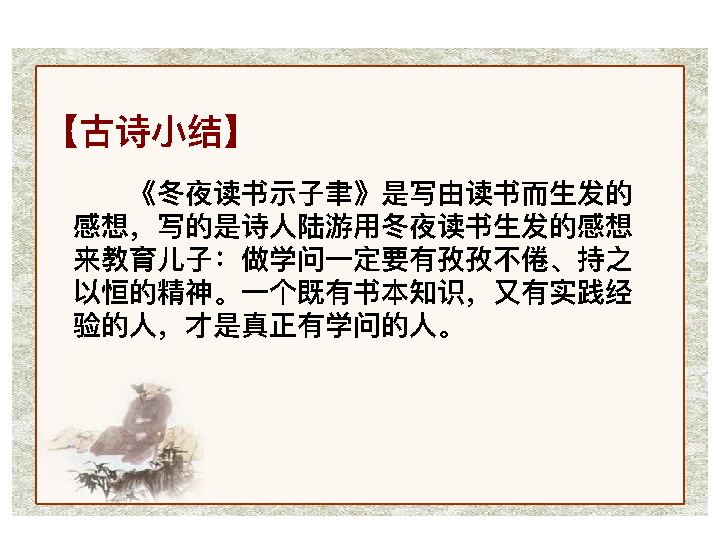 【古诗小结】
《冬夜读书示子聿》是写由读书而生发的
感想，写的是诗人陆游用冬夜读书生发的感想
来教育儿子：做学问一定要有孜孜不倦、持之
以恒的精神。一个既有书本知识，又有实践经
验的人，才是真正有学问的人。